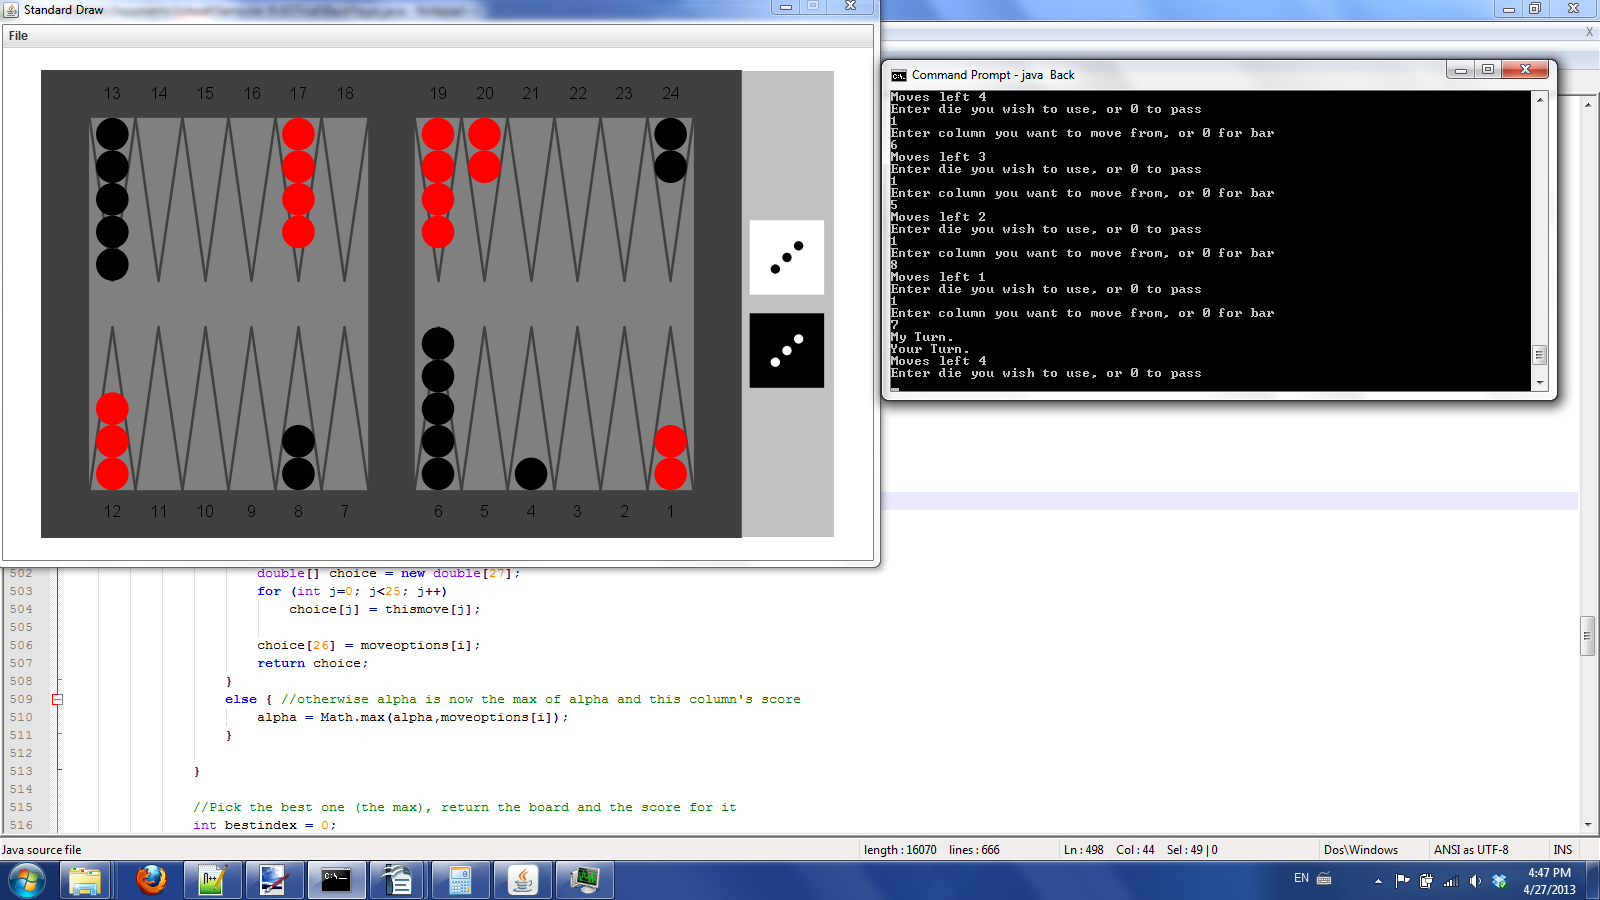 Standard Draw
File
13 14 15 16 17 18 19 20 21 22 23 24
12 11 10 9 8 7 6 5 4 3 2 1
Command Prompt - java Back
Moves left 4
Enter die you wish to use, or 0 to pass
1
Enter column you want to move from, or 0 for bar
6
Moves left 3
Enter die you wish to use, or 0 to pass
1
Enter column you want to move from, or 0 for bar
5
Moves left 2
Enter die you wish to use, or 0 to pass
1
Enter column you want to move from, or 0 for bar
8
Moves left 1
Enter die you wish to use, or 0 to pass
1
Enter column you want to move from, or 0 for bar
7
My Turn.
Your Turn.
Moves left 4
Enter die you wish to use, or 0 to pass
502 double[] choice = new double[27];
503 for (int j=0; j<25; j++)
504 choice[j] = thismove[j];
505
506 choice[26] = moveoptions[i];
507 return choice;
508 }
509 else { //otherwise alpha is now the max of alpha and this column's score
510 alpha = Math.max(alpha,moveoptions[i]);
511 }
512
513 }
514
515 //Pick the best one (the max), return the board and the score for it
516 int bestindex = 0;
Java source file length : 16070 lines : 666 Ln : 498 Col : 44 Sel : 49 | 0 Dos\Windows ANSI as UTF-8 INS
EN 4:47 PM
4/27/2013